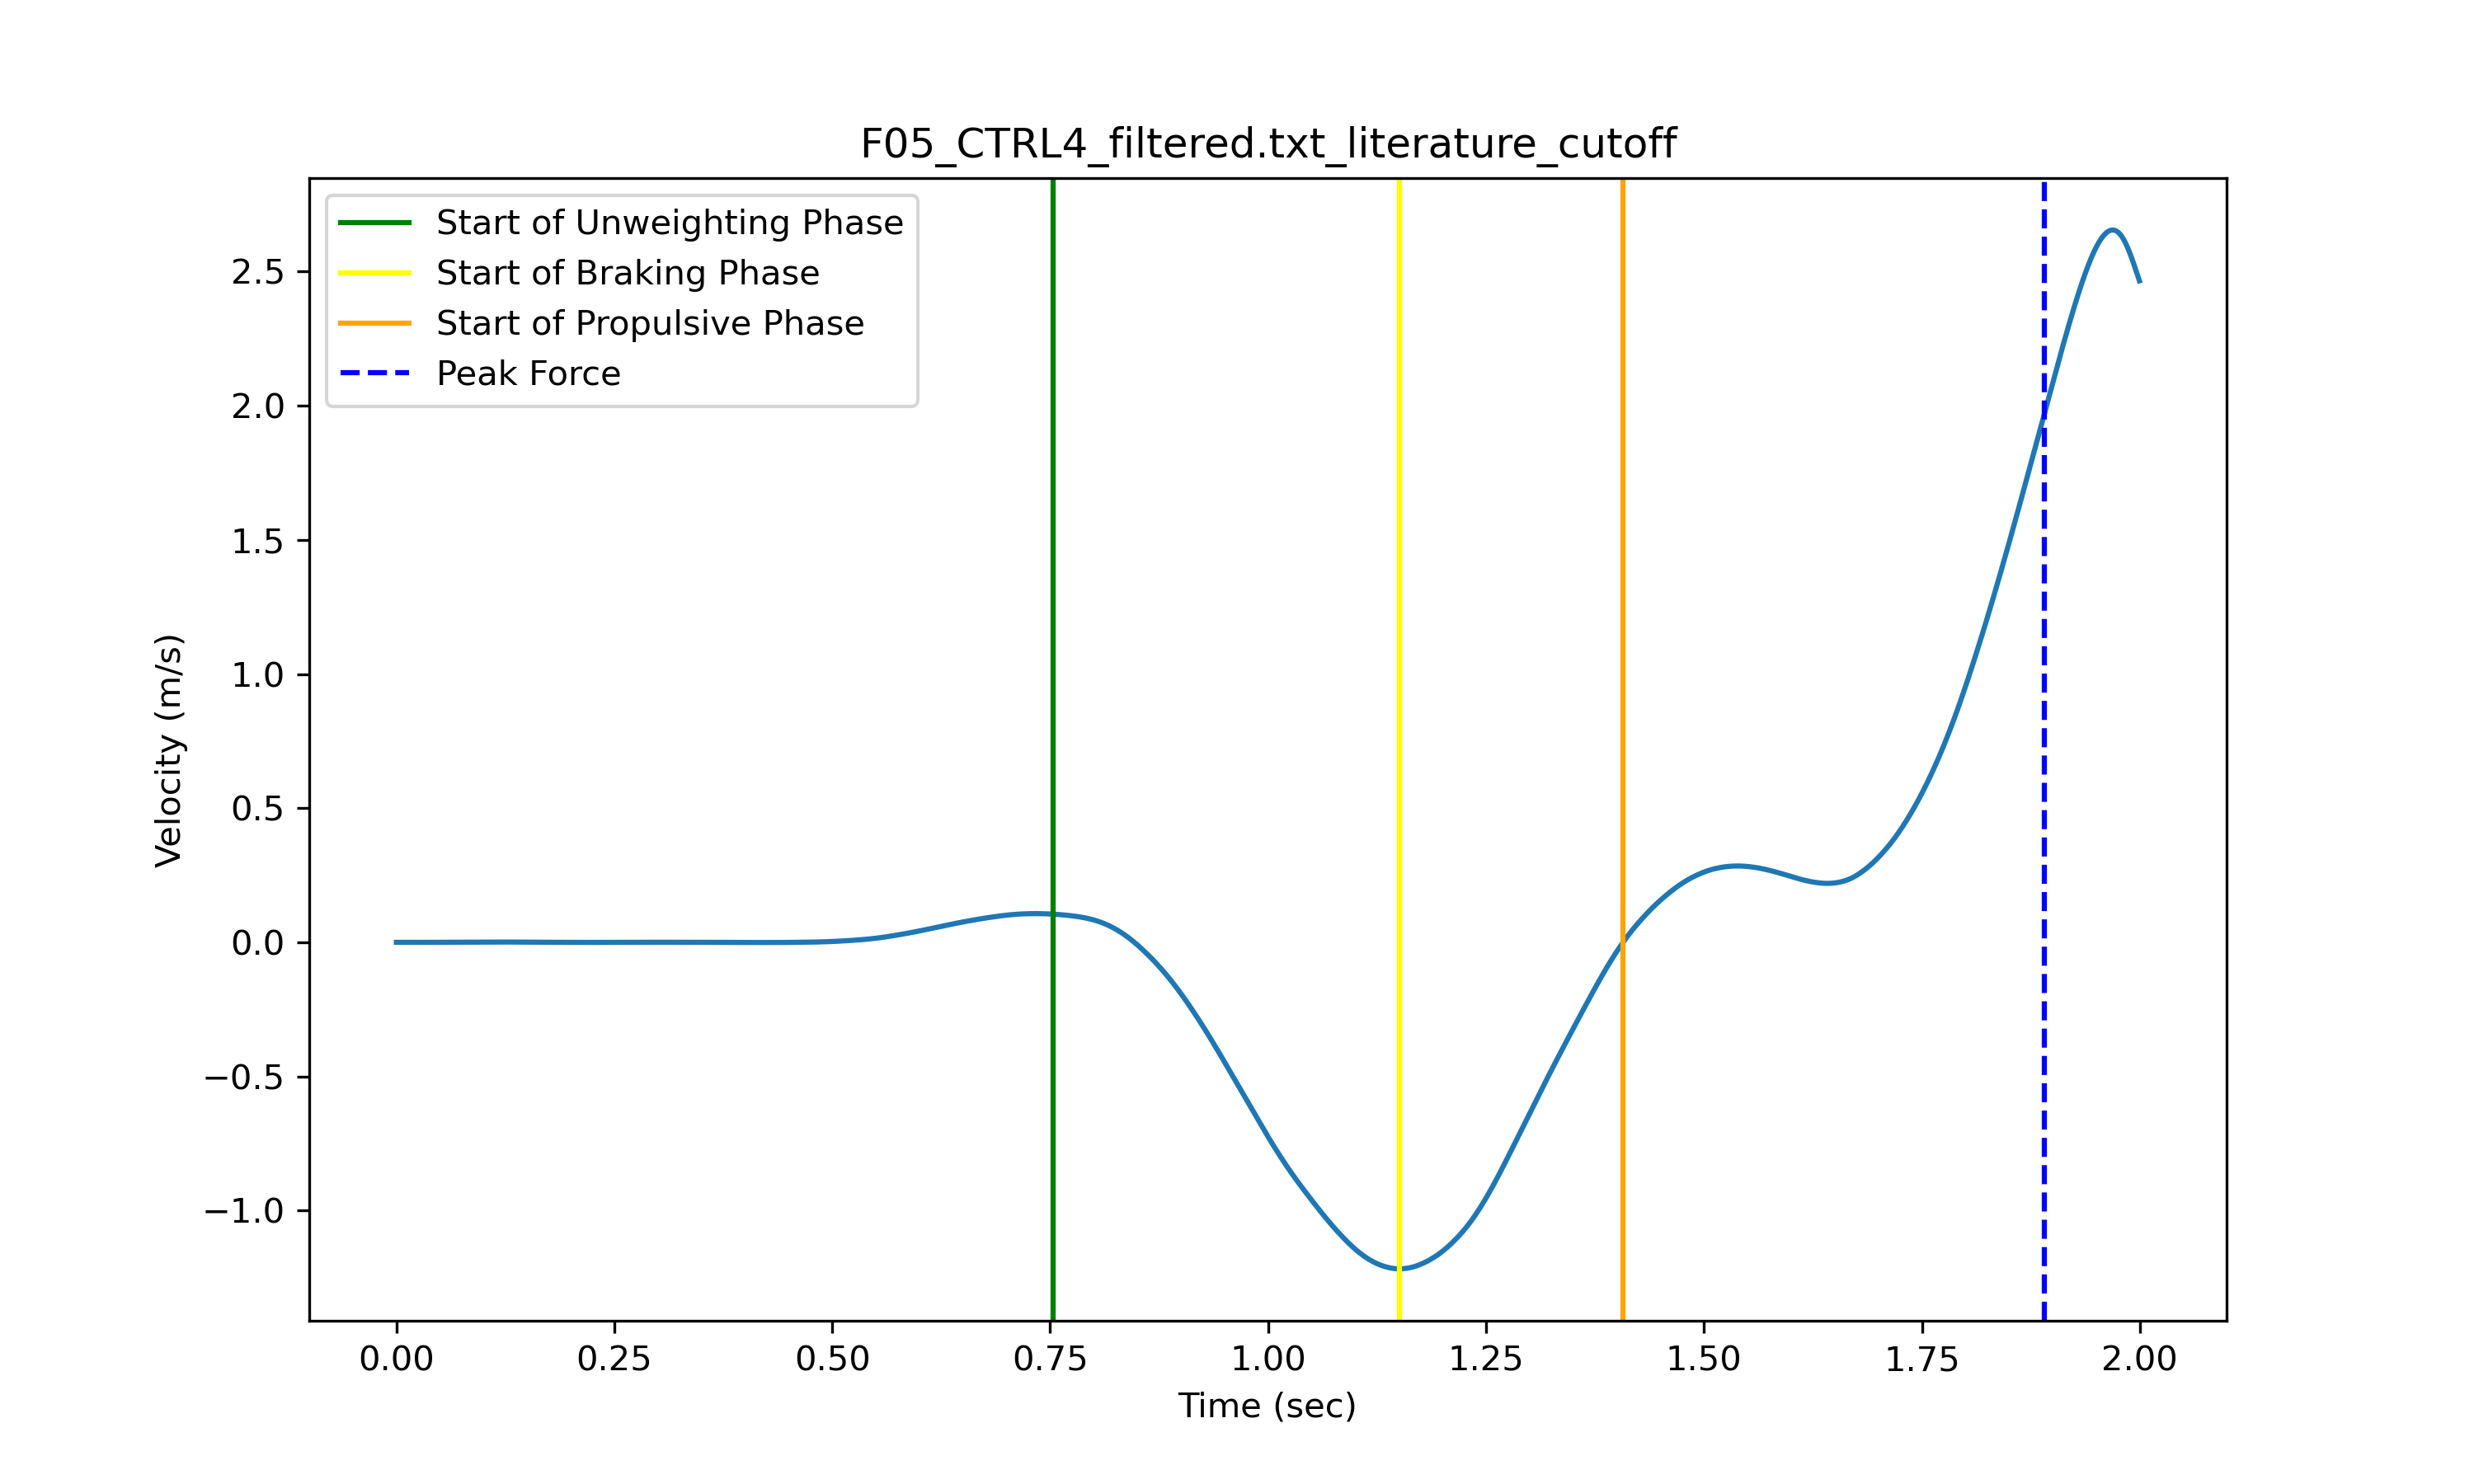 F05_CTRL4_filtered.txt_literature_cutoff
Start of Unweighting Phase
Start of Braking Phase
Start of Propulsive Phase
Peak Force
2.5
2.0
1.5
1.0
0.5
0.0
−0.5
−1.0
Velocity (m/s)
0.00 0.25 0.50 0.75 1.00 1.25 1.50 1.75 2.00
Time (sec)